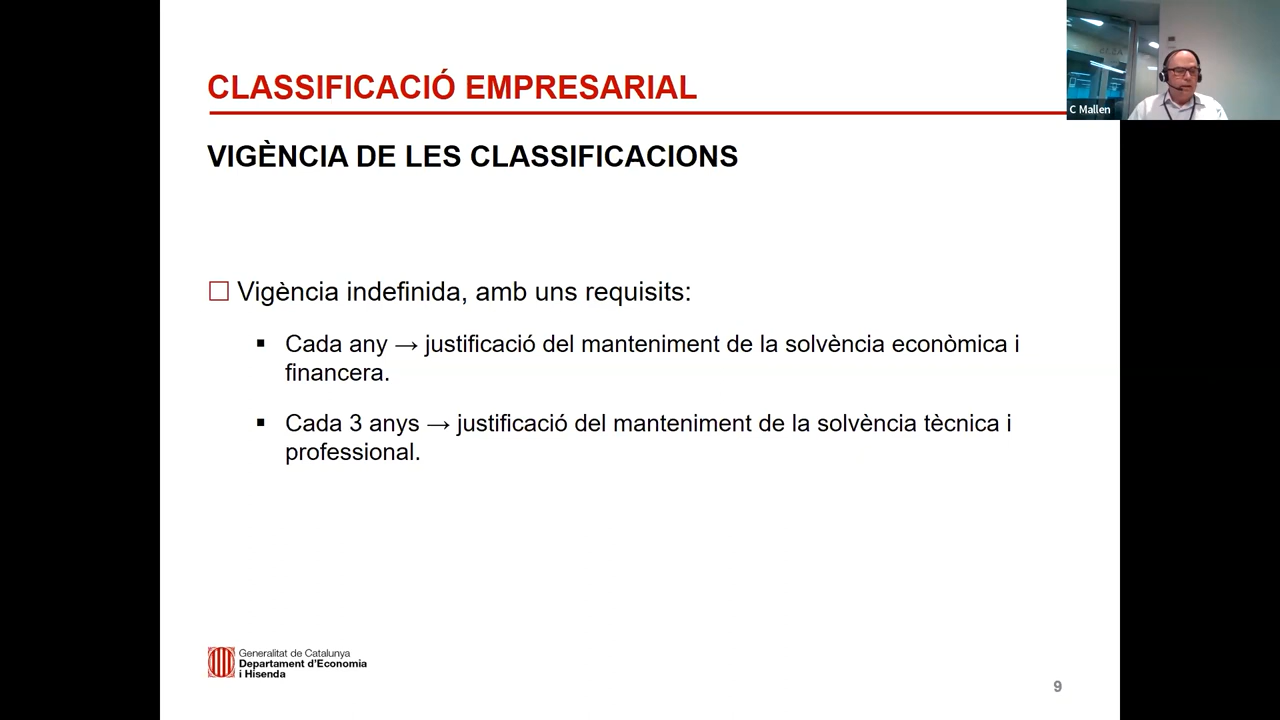 CLASSIFICACIÓ EMPRESARIAL
C Mallen
VIGÈNCIA DE LES CLASSIFICACIONS
Vigència indefinida, amb uns requisits:
Cada any → justificació del manteniment de la solvència econòmica i
financera.
Cada 3 anys → justificació del manteniment de la solvència tècnica i
professional.
Generalitat de Catalunya
Departament d'Economia
i Hisenda
9